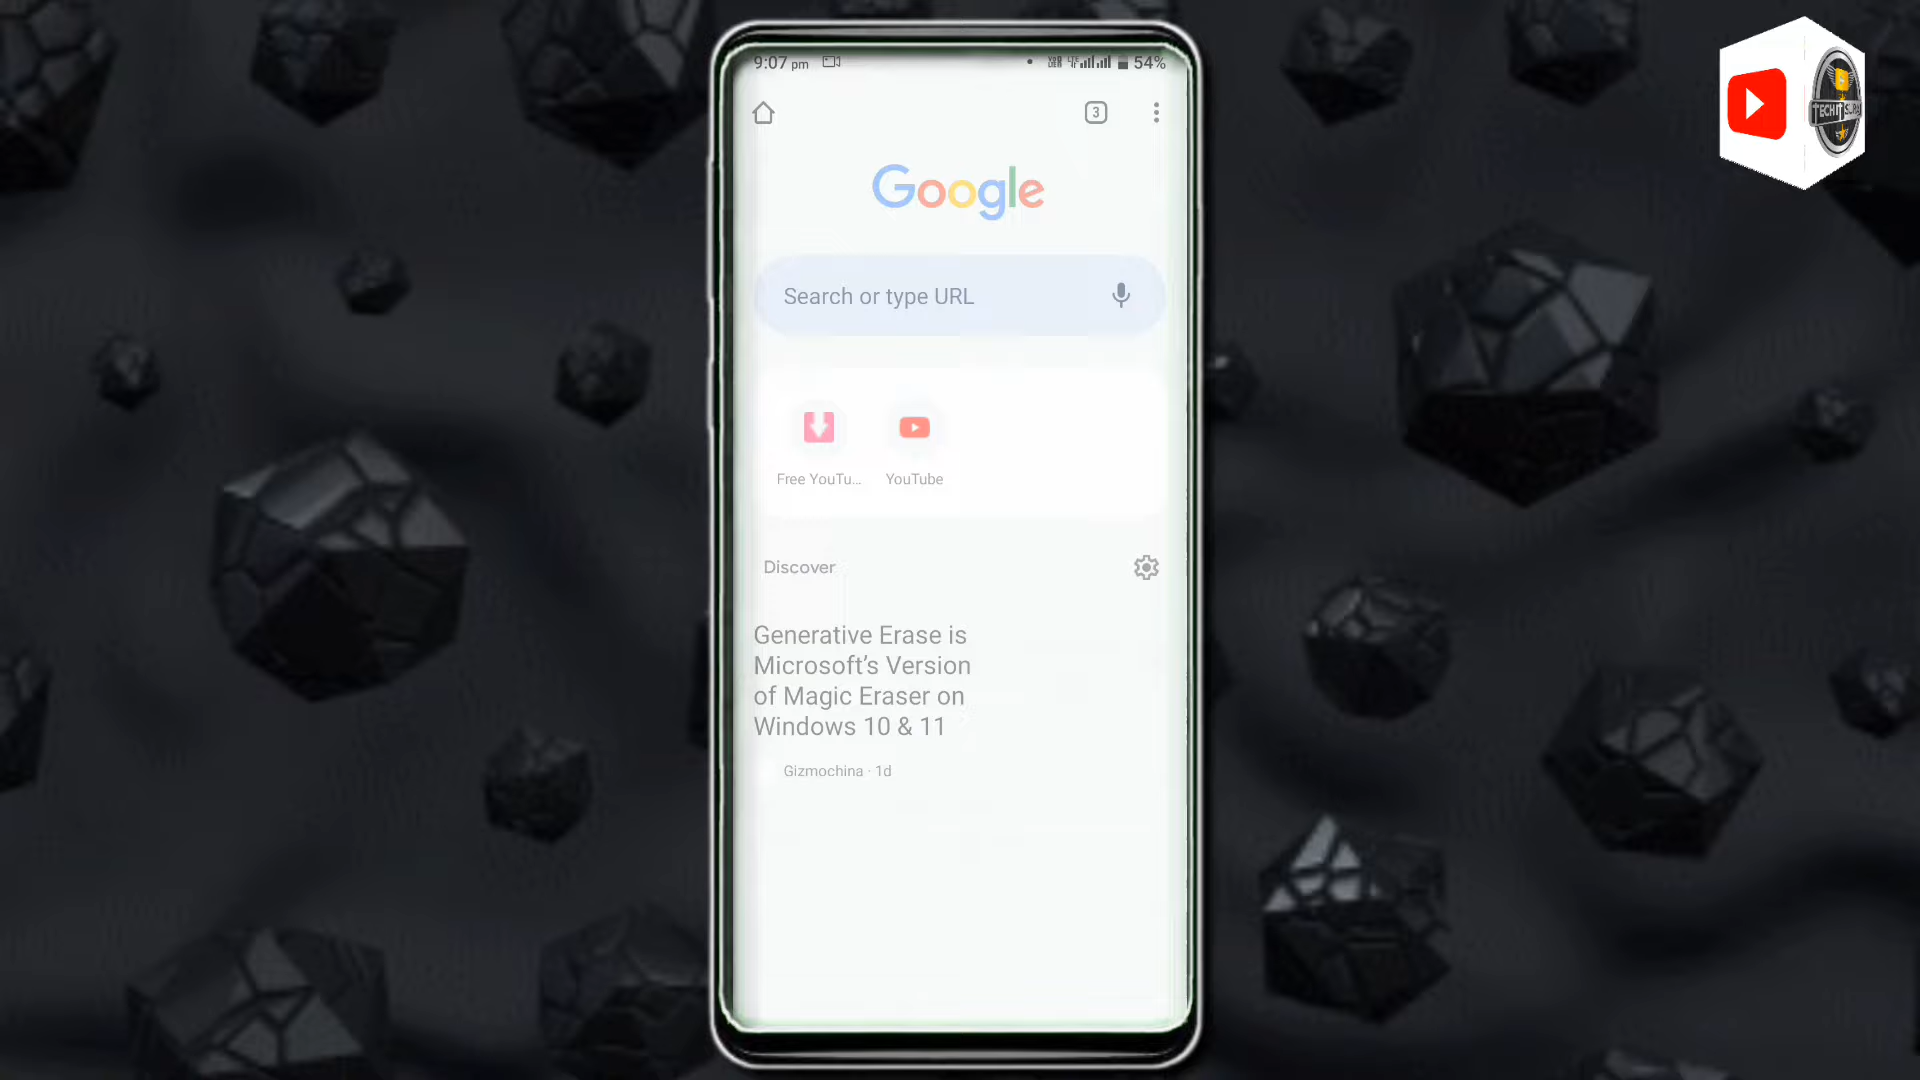 9:07 pm
54%
3
Google
Search or type URL
Free YouTu...
YouTube
Discover
Generative Erase is
Microsoft's Version
of Magic Eraser on
Windows 10 & 11
Gizmochina · 1d